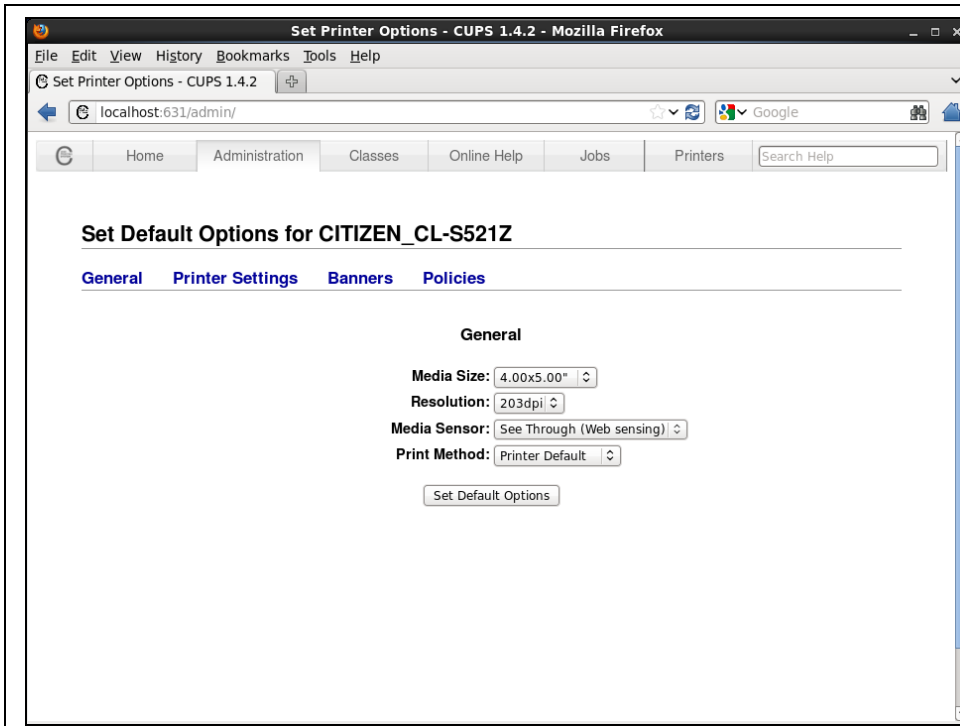 Set Printer Options - CUPS 1.4.2 - Mozilla Firefox
File Edit View History Bookmarks Tools Help
Set Printer Options - CUPS 1.4.2
localhost:631/admin/
Google
Home Administration Classes Online Help Jobs Printers Search Help
Set Default Options for CITIZEN_CL-S521Z
General Printer Settings Banners Policies
General
Media Size: 4.00x5.00"
Resolution: 203dpi
Media Sensor: See Through (Web sensing)
Print Method: Printer Default
Set Default Options